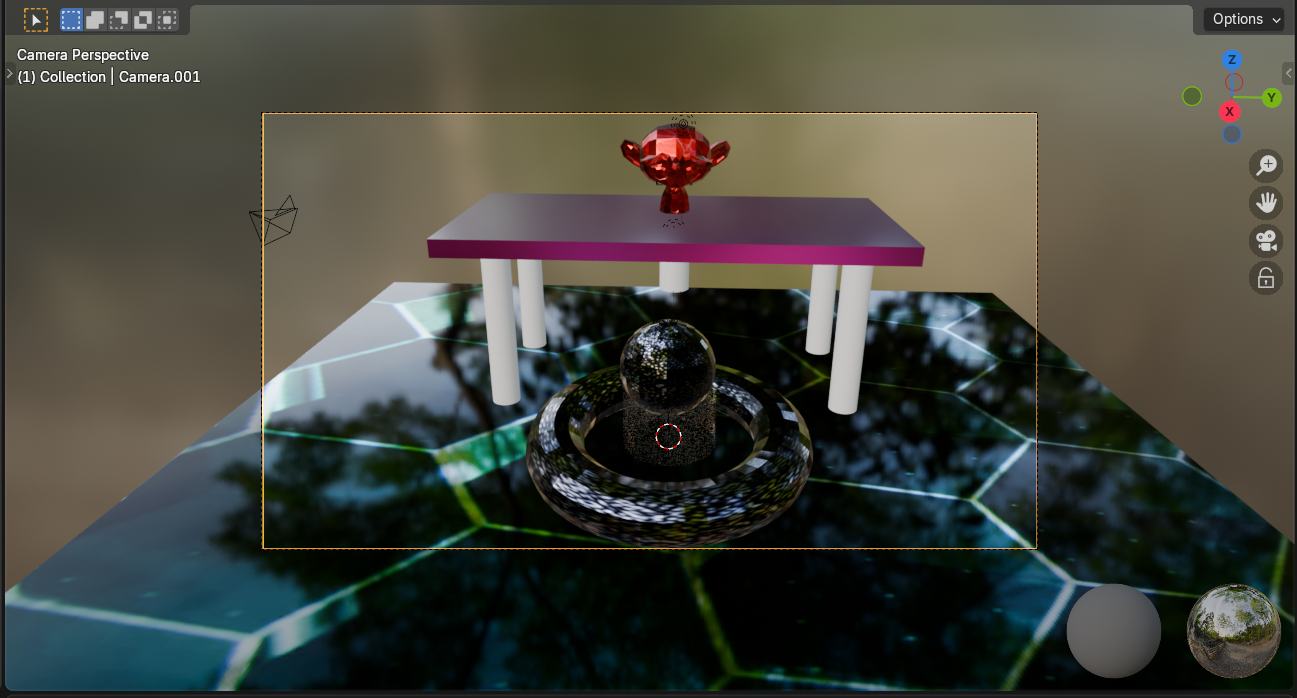 Options
Camera Perspective
(1) Collection | Camera.001
Z
Y
X